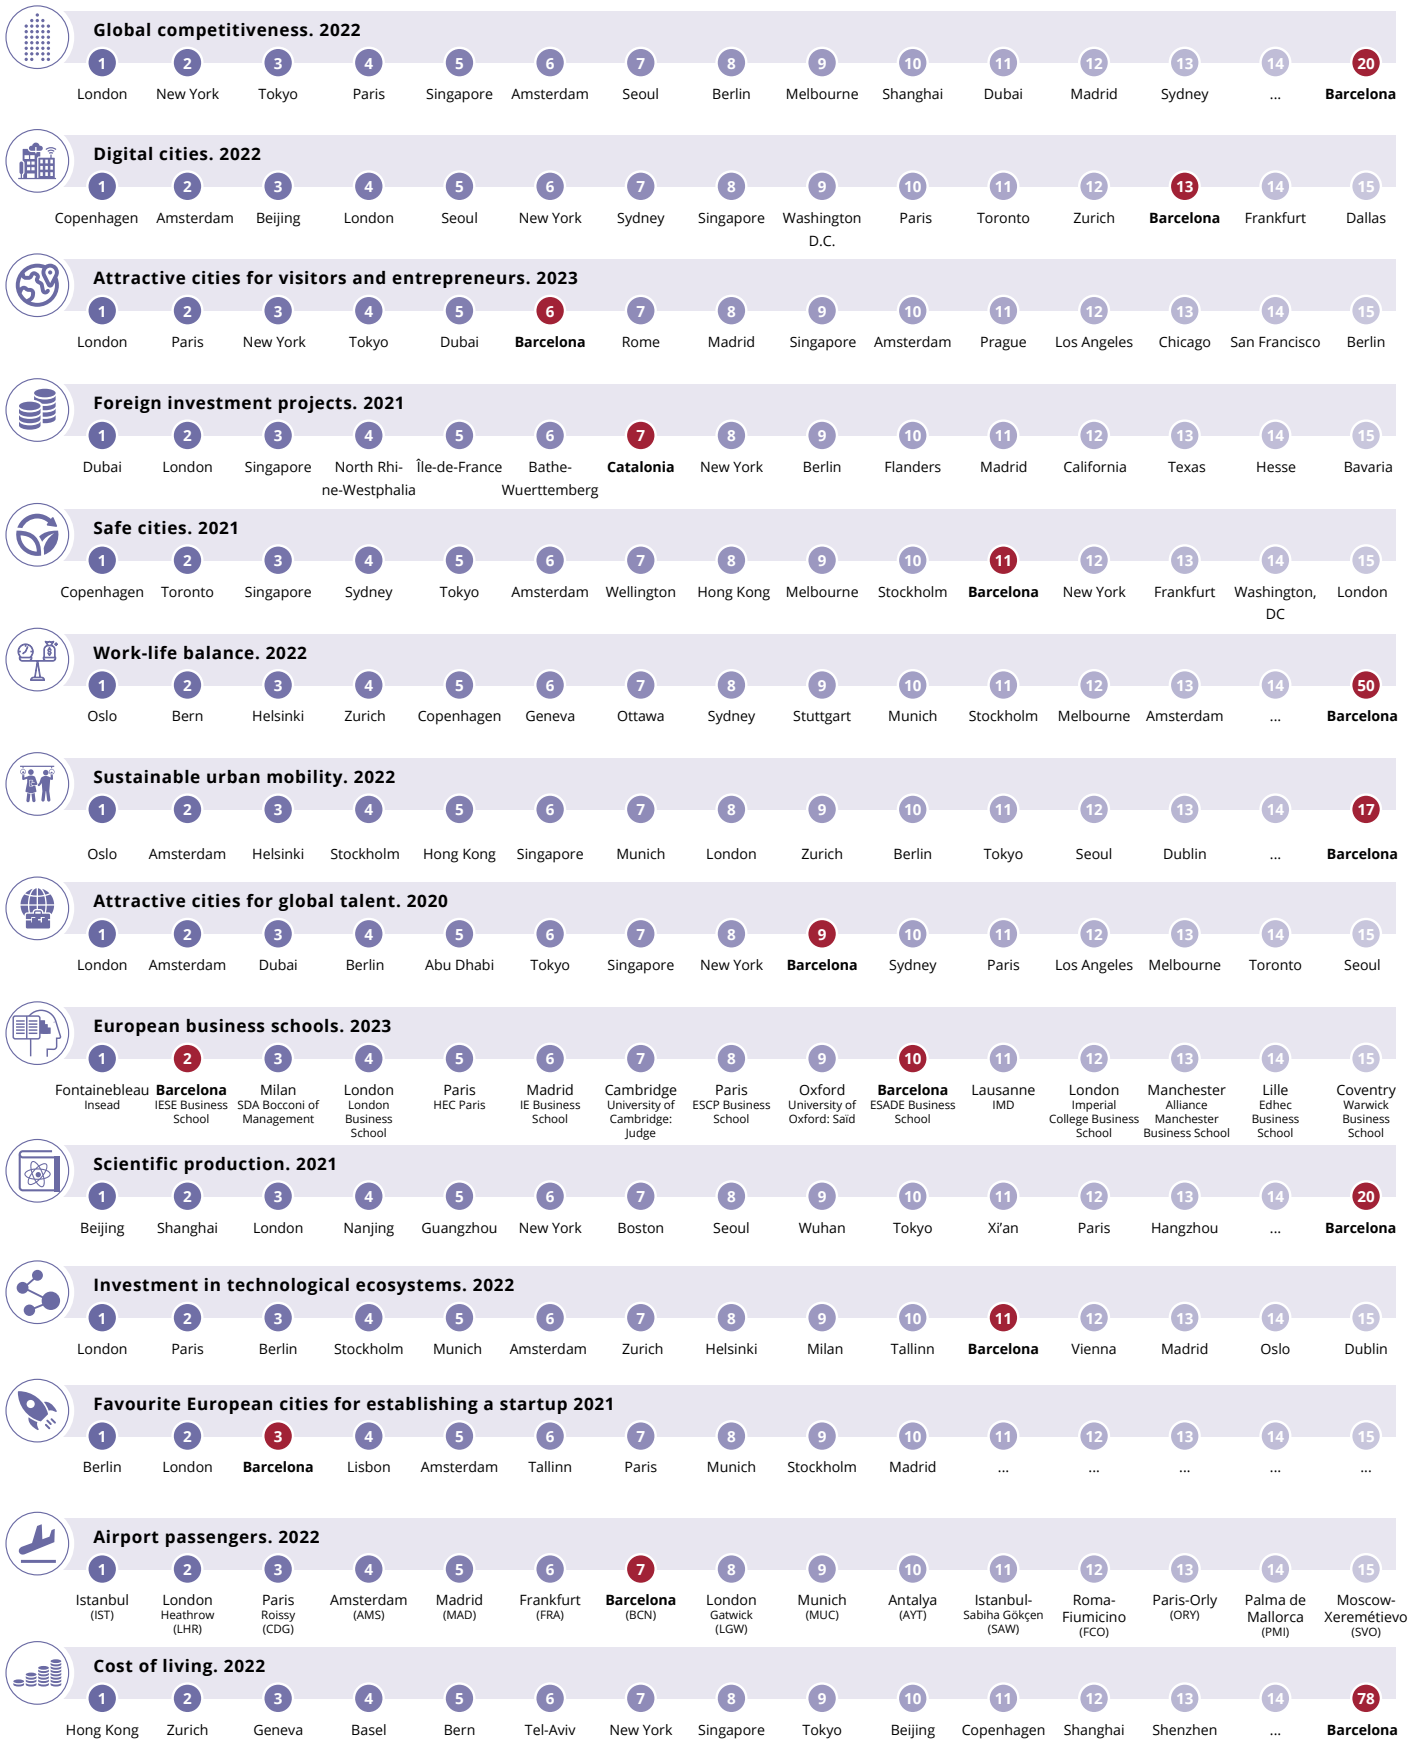 Global competitiveness. 2022
1 2 3 4 5 6 7 8 9 10 11 12 13 14 20
London New York Tokyo Paris Singapore Amsterdam Seoul Berlin Melbourne Shanghai Dubai Madrid Sydney ... Barcelona
Digital cities. 2022
1 2 3 4 5 6 7 8 9 10 11 12 13 14 15
Copenhagen Amsterdam Beijing London Seoul New York Sydney Singapore Washington Paris Toronto Zurich Barcelona Frankfurt Dallas
D.C.
Attractive cities for visitors and entrepreneurs. 2023
1 2 3 4 5 6 7 8 9 10 11 12 13 14 15
London Paris New York Tokyo Dubai Barcelona Rome Madrid Singapore Amsterdam Prague Los Angeles Chicago San Francisco Berlin
Foreign investment projects. 2021
1 2 3 4 5 6 7 8 9 10 11 12 13 14 15
Dubai London Singapore North Rhi- Île-de-France Bathe- Catalonia New York Berlin Flanders Madrid California Texas Hesse Bavaria
ne-Westphalia Wuerttemberg
Safe cities. 2021
1 2 3 4 5 6 7 8 9 10 11 12 13 14 15
Copenhagen Toronto Singapore Sydney Tokyo Amsterdam Wellington Hong Kong Melbourne Stockholm Barcelona New York Frankfurt Washington, London
DC
Work-life balance. 2022
1 2 3 4 5 6 7 8 9 10 11 12 13 14 50
Oslo Bern Helsinki Zurich Copenhagen Geneva Ottawa Sydney Stuttgart Munich Stockholm Melbourne Amsterdam ... Barcelona
Sustainable urban mobility. 2022
1 2 3 4 5 6 7 8 9 10 11 12 13 14 17
Oslo Amsterdam Helsinki Stockholm Hong Kong Singapore Munich London Zurich Berlin Tokyo Seoul Dublin ... Barcelona
Attractive cities for global talent. 2020
1 2 3 4 5 6 7 8 9 10 11 12 13 14 15
London Amsterdam Dubai Berlin Abu Dhabi Tokyo Singapore New York Barcelona Sydney Paris Los Angeles Melbourne Toronto Seoul
European business schools. 2023
1 2 3 4 5 6 7 8 9 10 11 12 13 14 15
Fontainebleau Barcelona Milan London Paris Madrid Cambridge Paris Oxford Barcelona Lausanne London Manchester Lille Coventry
Insead IESE Business SDA Bocconi of London HEC Paris IE Business University of ESCP Business University of ESADE Business IMD Imperial Alliance Edhec Warwick
School Management Business School Cambridge: School Oxford: Saïd School College Business Manchester Business Business
School Judge School Business School School School
Scientific production. 2021
1 2 3 4 5 6 7 8 9 10 11 12 13 14 20
Beijing Shanghai London Nanjing Guangzhou New York Boston Seoul Wuhan Tokyo Xi’an Paris Hangzhou ... Barcelona
Investment in technological ecosystems. 2022
1 2 3 4 5 6 7 8 9 10 11 12 13 14 15
London Paris Berlin Stockholm Munich Amsterdam Zurich Helsinki Milan Tallinn Barcelona Vienna Madrid Oslo Dublin
Favourite European cities for establishing a startup 2021
1 2 3 4 5 6 7 8 9 10 11 12 13 14 15
Berlin London Barcelona Lisbon Amsterdam Tallinn Paris Munich Stockholm Madrid ... ... ... ... ...
Airport passengers. 2022
1 2 3 4 5 6 7 8 9 10 11 12 13 14 15
Istanbul London Paris Amsterdam Madrid Frankfurt Barcelona London Munich Antalya Istanbul- Roma- Paris-Orly Palma de Moscow-
(IST) Heathrow Roissy (AMS) (MAD) (FRA) (BCN) Gatwick (MUC) (AYT) Sabiha Gökçen Fiumicino (ORY) Mallorca Xeremétievo
(LHR) (CDG) (LGW) (SAW) (FCO) (PMI) (SVO)
Cost of living. 2022
1 2 3 4 5 6 7 8 9 10 11 12 13 14 78
Hong Kong Zurich Geneva Basel Bern Tel-Aviv New York Singapore Tokyo Beijing Copenhagen Shanghai Shenzhen ... Barcelona